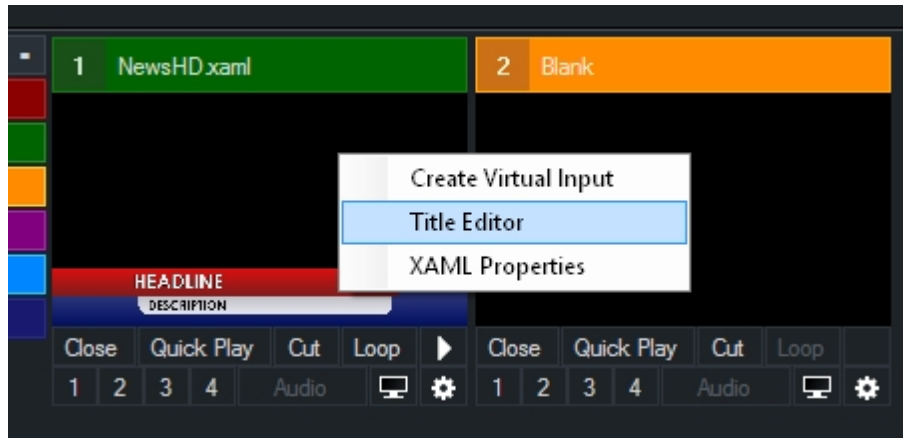 1 NewsHD.xaml
2 Blank
Create Virtual Input
Title Editor
XAML Properties
HEADLINE
DESCRIPTION
Close Quick Play Cut Loop
1 2 3 4 Audio
Close Quick Play Cut Loop
1 2 3 4 Audio